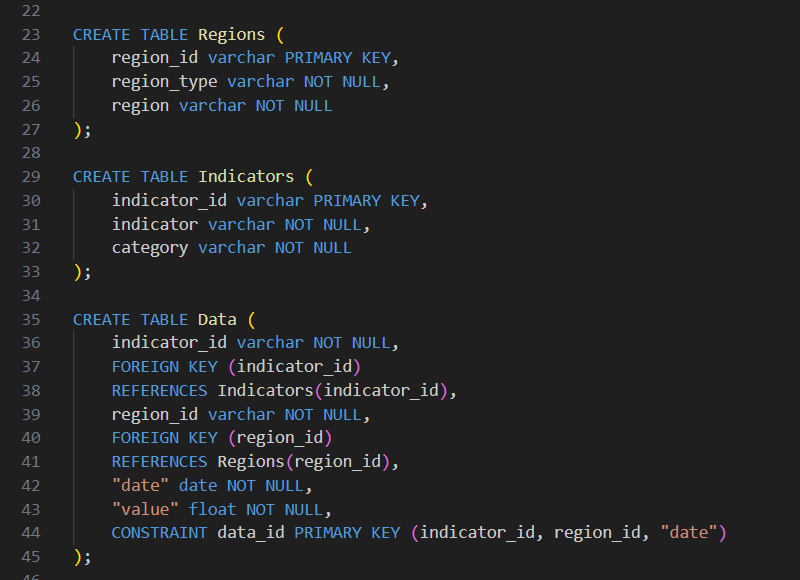 22
23 CREATE TABLE Regions (
24 region_id varchar PRIMARY KEY,
25 region_type varchar NOT NULL,
26 region varchar NOT NULL
27 );
28
29 CREATE TABLE Indicators (
30 indicator_id varchar PRIMARY KEY,
31 indicator varchar NOT NULL,
32 category varchar NOT NULL
33 );
34
35 CREATE TABLE Data (
36 indicator_id varchar NOT NULL,
37 FOREIGN KEY (indicator_id)
38 REFERENCES Indicators(indicator_id),
39 region_id varchar NOT NULL,
40 FOREIGN KEY (region_id)
41 REFERENCES Regions(region_id),
42 "date" date NOT NULL,
43 "value" float NOT NULL,
44 CONSTRAINT data_id PRIMARY KEY (indicator_id, region_id, "date")
45 );
46